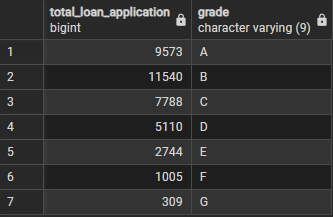 total_loan_application grade
bigint character varying (9)
1 9573 A
2 11540 B
3 7788 C
4 5110 D
5 2744 E
6 1005 F
7 309 G